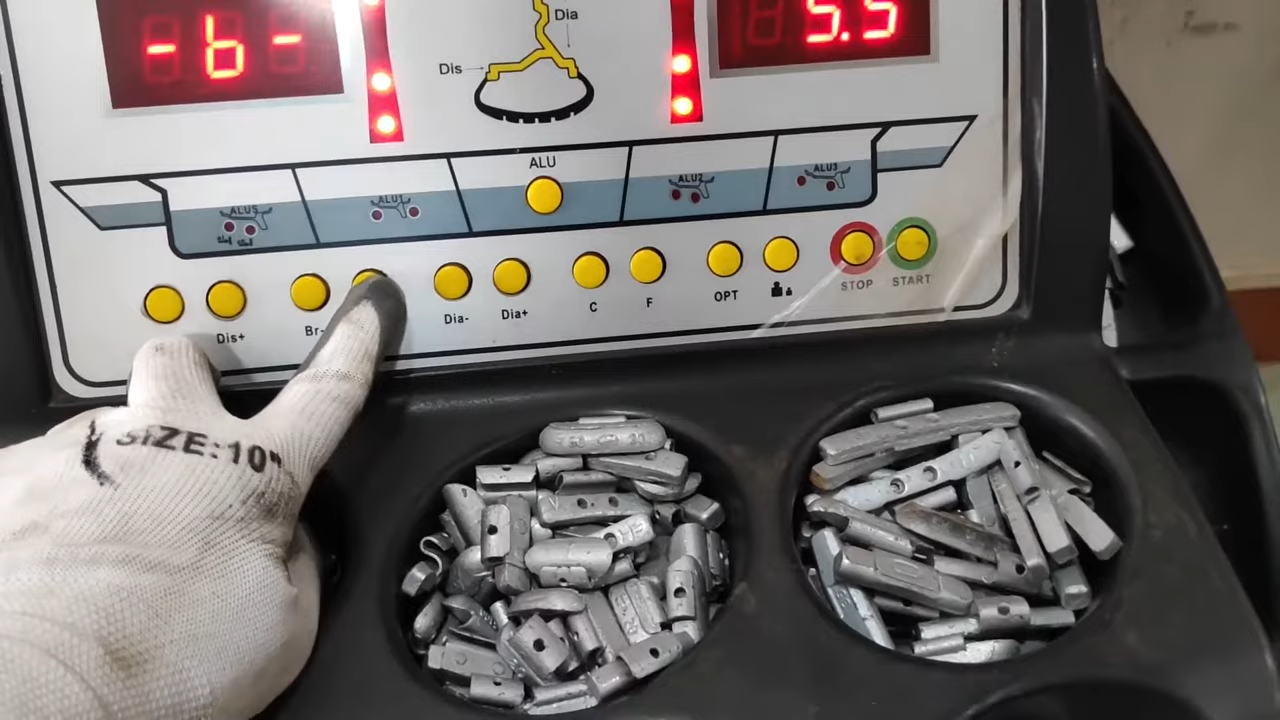 -b-
5.5
Dia
Dis
ALU
ALU5
ALU1
ALU2
ALU3
Dis+
Br-
Dia-
Dia+
C
F
OPT
STOP
START
SIZE:10"